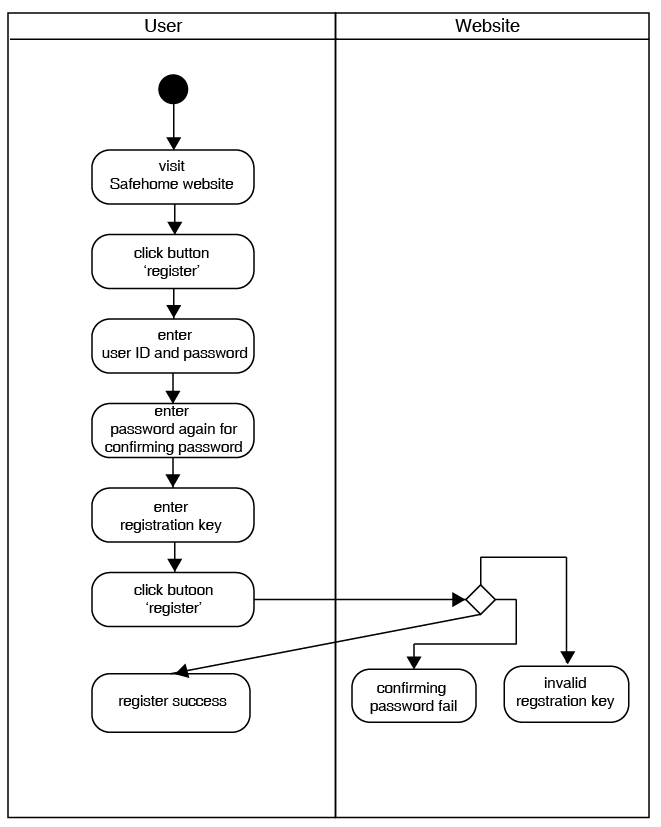 User
Website
visit
Safehome website
click button
‘register’
enter
user ID and password
enter
password again for
confirming password
enter
registration key
click butoon
‘register’
register success
confirming
password fail
invalid
regstration key